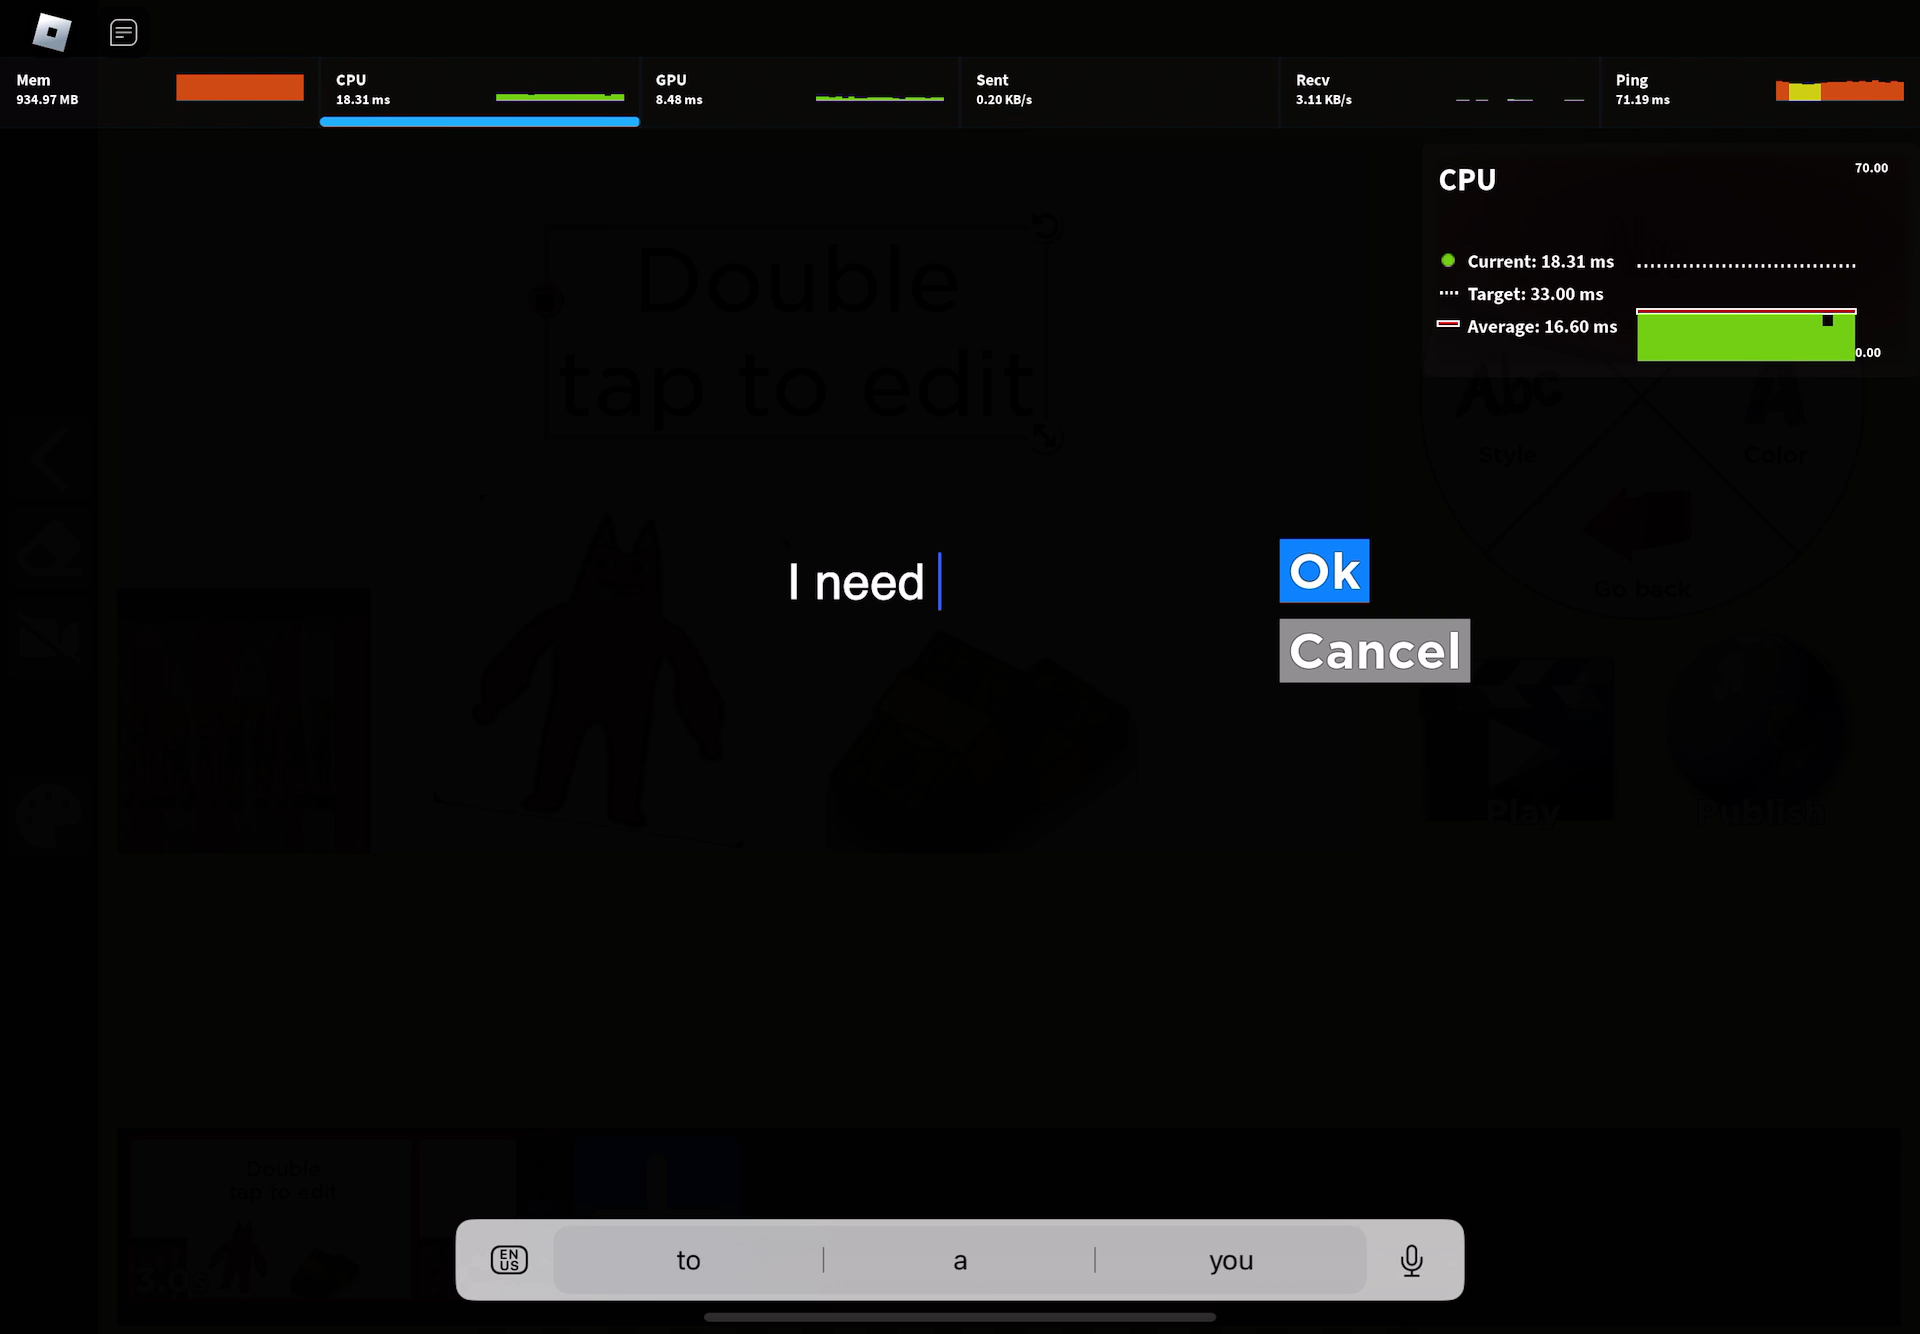 Mem
934.97 MB
CPU
18.31 ms
GPU
8.48 ms
Sent
0.20 KB/s
Recv
3.11 KB/s
Ping
71.19 ms
CPU
70.00
Current: 18.31 ms
Target: 33.00 ms
Average: 16.60 ms
0.00
Double
tap to edit
Abc
A
Style
Color
Go back
I need
Ok
Cancel
Play
Publish
Double
tap to edit
EN
US
to
a
you